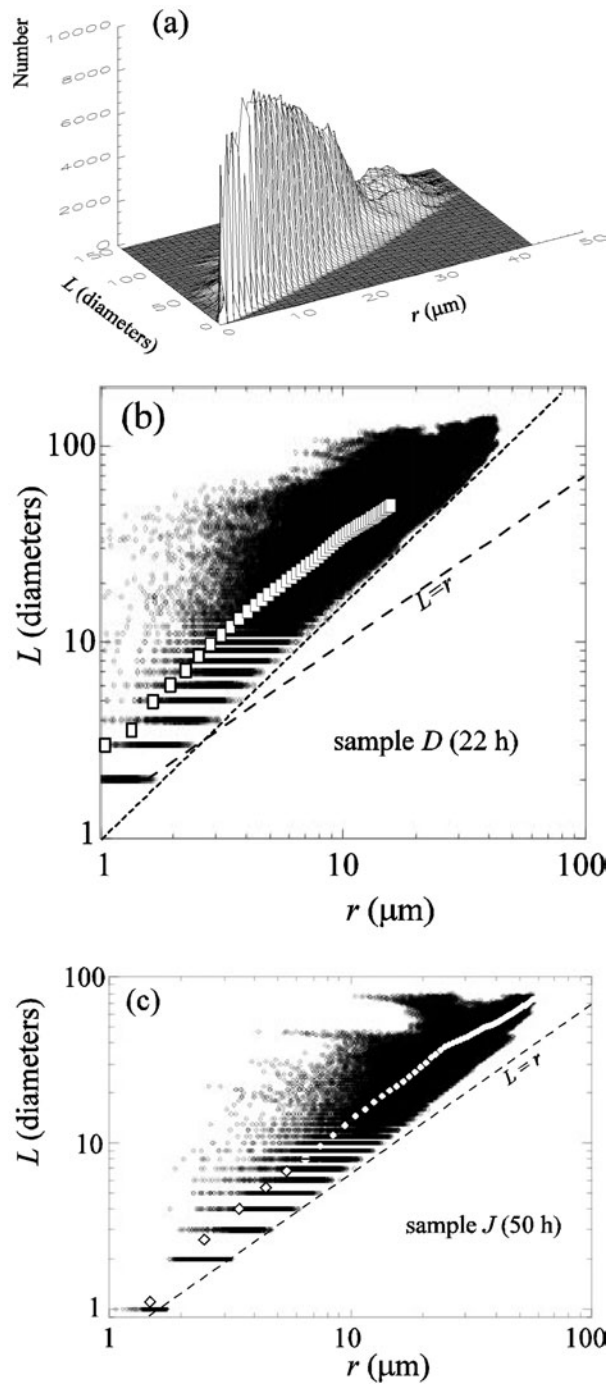 (a)
Number
10000
8000
6000
4000
2000
150
100
50
0
L (diameters)
0
10
20
30
40
50
r (μm)
(b)
100
10
1
L (diameters)
L=r
sample D (22 h)
1
10
100
r (μm)
(c)
100
10
1
L (diameters)
L=r
sample J (50 h)
1
10
100
r (μm)